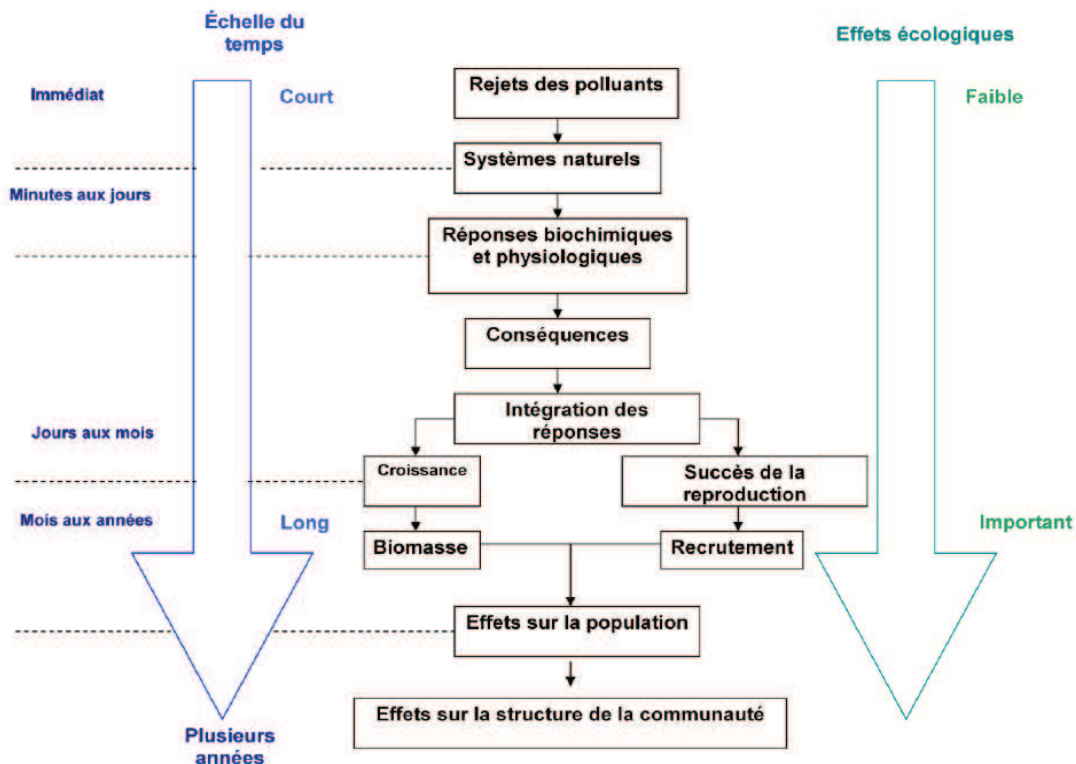 Échelle du
temps
Effets écologiques
Immédiat
Court
Rejets des polluants
Faible
Systèmes naturels
Minutes aux jours
Réponses biochimiques
et physiologiques
Conséquences
Intégration des
réponses
Jours aux mois
Croissance
Succès de la
reproduction
Mois aux années
Long
Important
Biomasse
Recrutement
Effets sur la population
Effets sur la structure de la communauté
Plusieurs
années